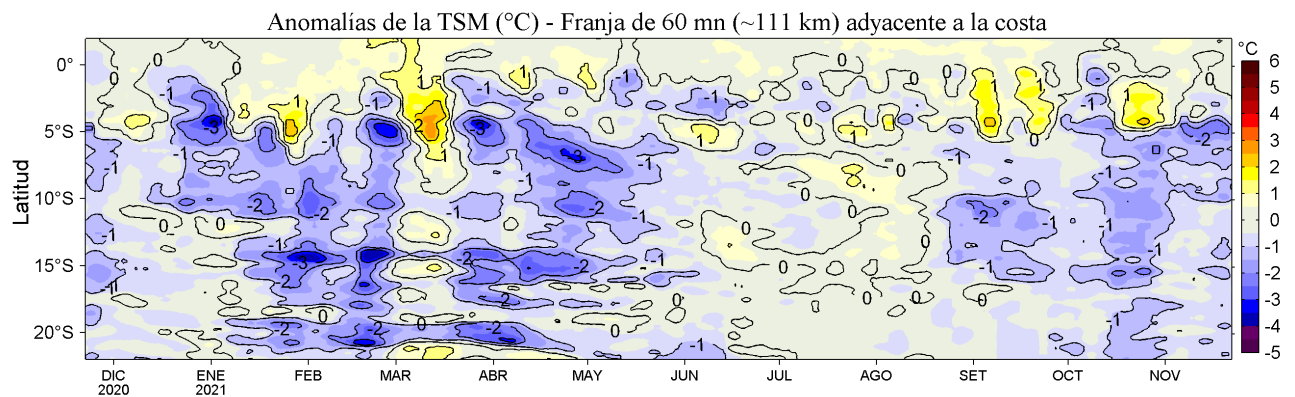 Anomalías de la TSM (°C) - Franja de 60 mn (~111 km) adyacente a la costa
°C
6
5
4
3
2
1
0
-1
-2
-3
-4
-5
Latitud
0°
5°S
10°S
15°S
20°S
DIC ENE FEB MAR ABR MAY JUN JUL AGO SET OCT NOV
2020 2021